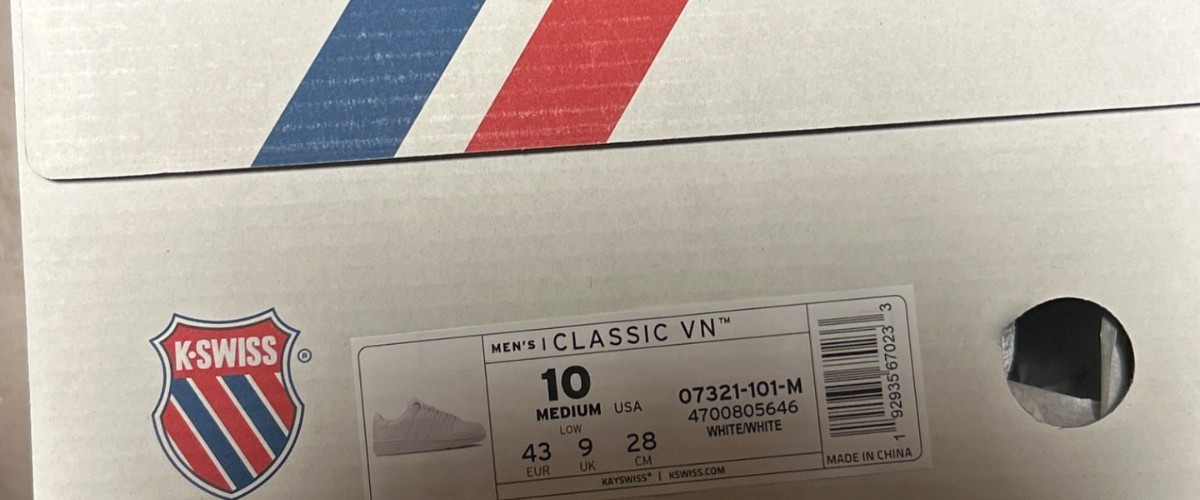 K·SWISS ®
MEN'S | CLASSIC VN™
10
MEDIUM USA
LOW
43 9 28
EUR UK CM
07321-101-M
4700805646
WHITE/WHITE
KAYSWISS® | KSWISS.COM
1 92935 67023 3
MADE IN CHINA